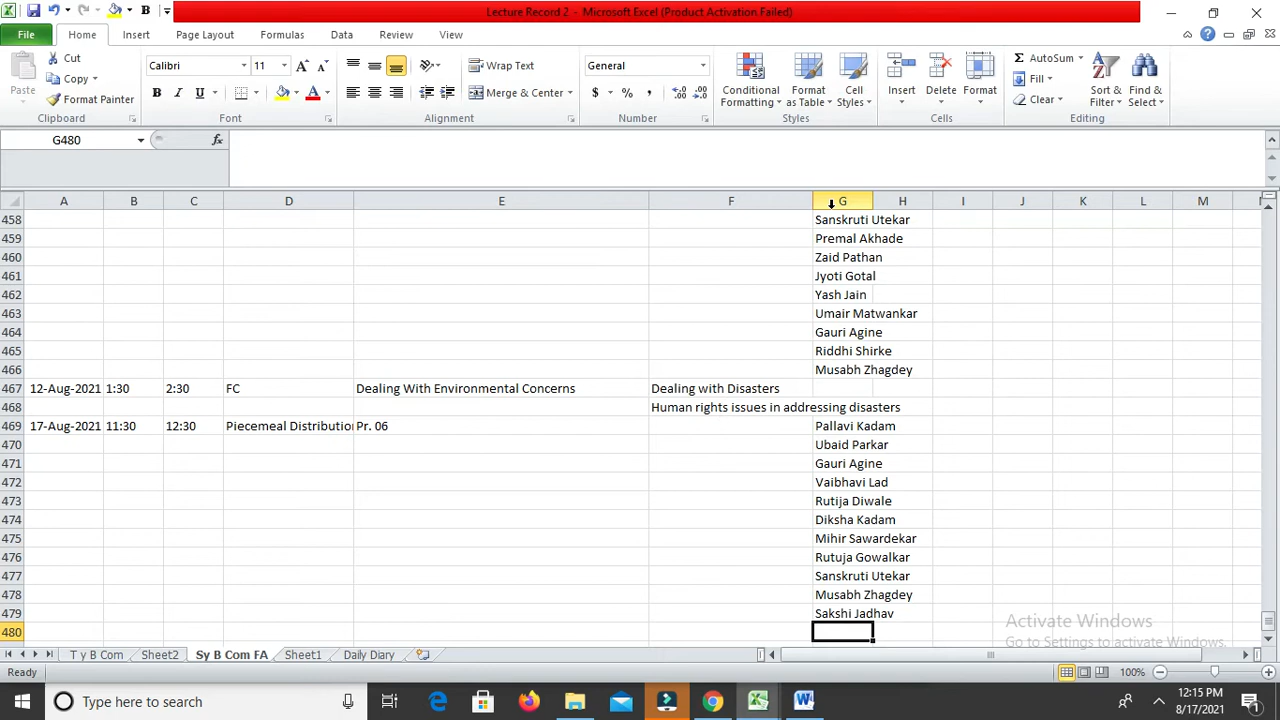 Lecture Record 2 - Microsoft Excel (Product Activation Failed)
File Home Insert Page Layout Formulas Data Review View
Paste
Cut
Copy
Format Painter
Clipboard
Calibri 11
B I U
Font
Wrap Text
Merge & Center
Alignment
General
$ % ,
Number
Conditional Formatting
Format as Table
Cell Styles
Styles
Insert Delete Format
Cells
AutoSum
Fill
Clear
Sort & Filter
Find & Select
Editing
G480 fx
A B C D E F G H I J K L M
458 Sanskruti Utekar
459 Premal Akhade
460 Zaid Pathan
461 Jyoti Gotal
462 Yash Jain
463 Umair Matwankar
464 Gauri Agine
465 Riddhi Shirke
466 Musabh Zhagdey
467 12-Aug-2021 1:30 2:30 FC Dealing With Environmental Concerns Dealing with Disasters
468 Human rights issues in addressing disasters
469 17-Aug-2021 11:30 12:30 Piecemeal Distributio Pr. 06 Pallavi Kadam
470 Ubaid Parkar
471 Gauri Agine
472 Vaibhavi Lad
473 Rutija Diwale
474 Diksha Kadam
475 Mihir Sawardekar
476 Rutuja Gowalkar
477 Sanskruti Utekar
478 Musabh Zhagdey
479 Sakshi Jadhav
480
Activate Windows
Go to Settings to activate Windows.
T y B Com Sheet2 Sy B Com FA Sheet1 Daily Diary
Ready 100%
Type here to search
12:15 PM
8/17/2021